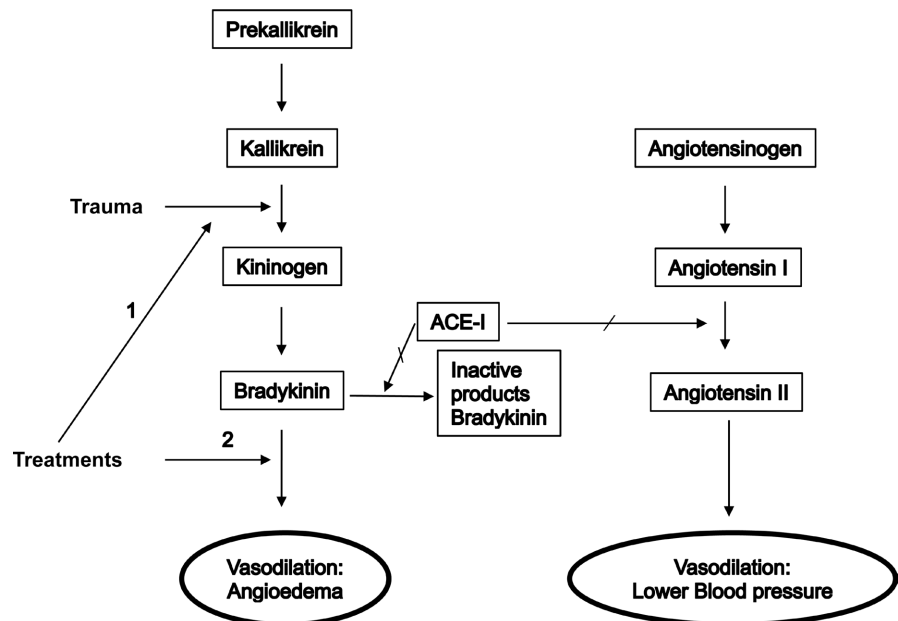 Prekallikrein
Kallikrein
Angiotensinogen
Trauma
Kininogen
Angiotensin I
1
ACE-I
Inactive
products
Bradykinin
Bradykinin
Angiotensin II
2
Treatments
Vasodilation:
Angioedema
Vasodilation:
Lower Blood pressure